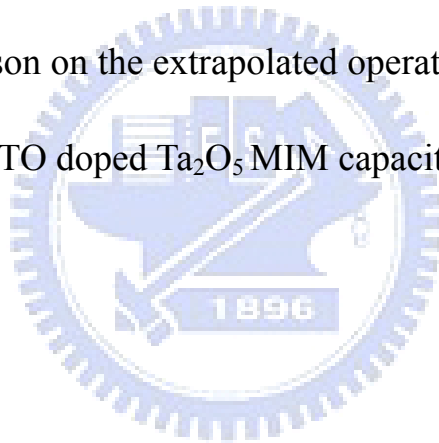 son on the extrapolated operat
TO doped Ta₂O₅ MIM capacit
1896